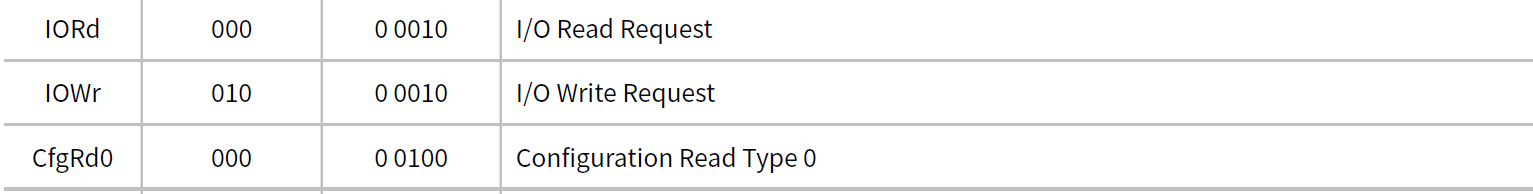 IORd 000 0 0010 I/O Read Request
IOWr 010 0 0010 I/O Write Request
CfgRd0 000 0 0100 Configuration Read Type 0